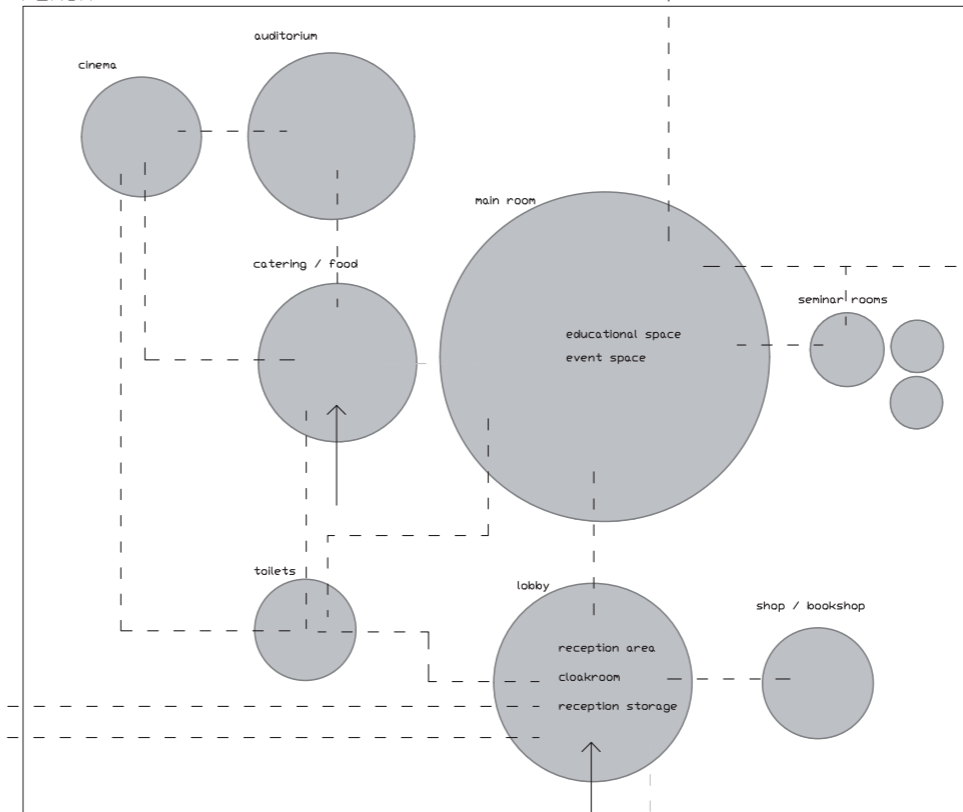 auditorium
cinema
main room
catering / food
seminar rooms
educational space
event space
toilets
lobby
shop / bookshop
reception area
cloakroom
reception storage